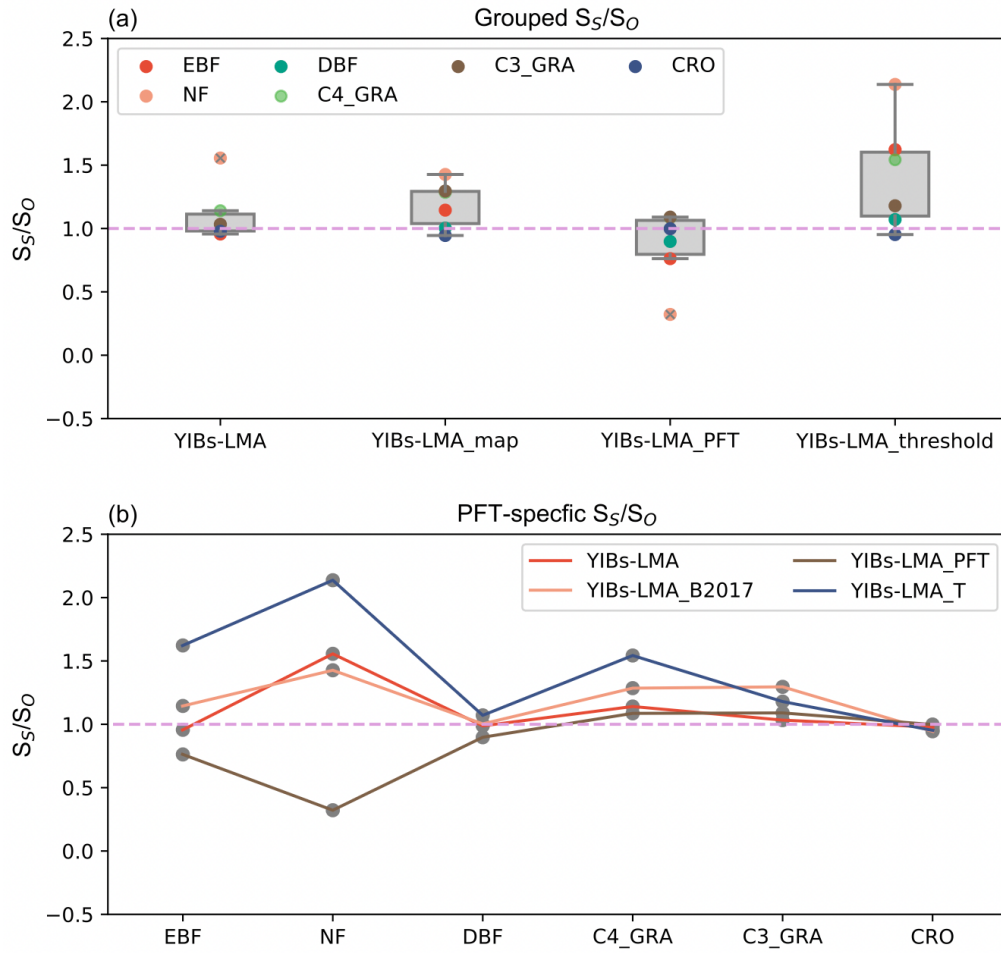 (a) Grouped S_S/S_O
2.5
EBF DBF C3_GRA CRO
NF C4_GRA
2.0
1.5
1.0
0.5
0.0
−0.5
S_S/S_O
YIBs-LMA YIBs-LMA_map YIBs-LMA_PFT YIBs-LMA_threshold
(b) PFT-specfic S_S/S_O
2.5
YIBs-LMA YIBs-LMA_PFT
YIBs-LMA_B2017 YIBs-LMA_T
2.0
1.5
1.0
0.5
0.0
−0.5
S_S/S_O
EBF NF DBF C4_GRA C3_GRA CRO